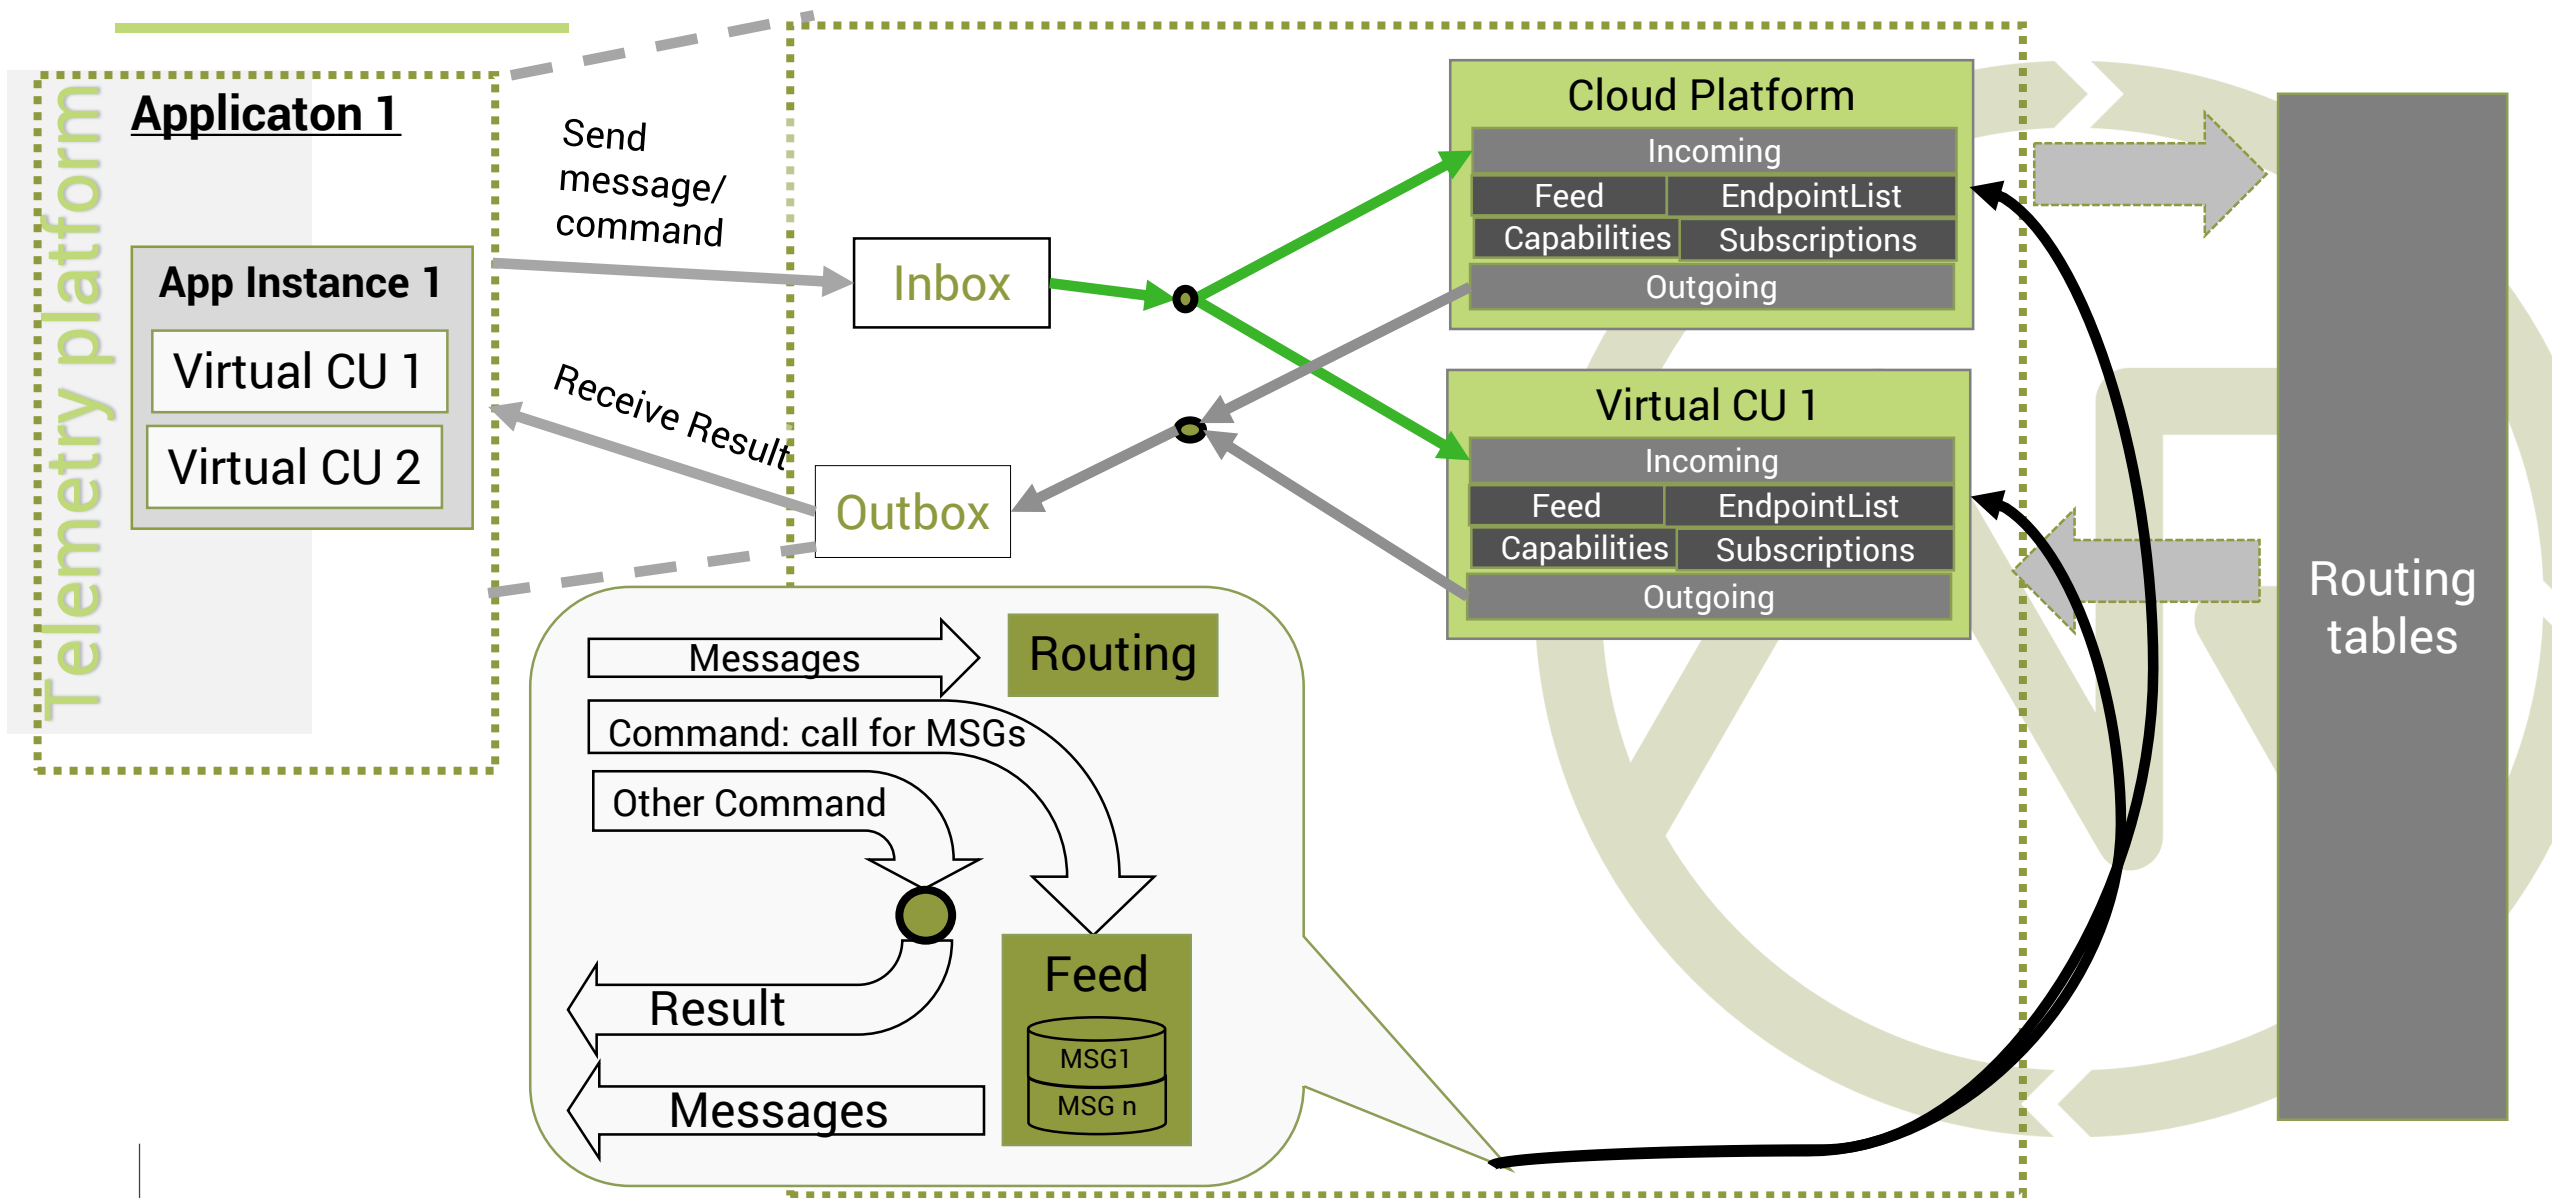 Telemetry platform
Applicaton 1
App Instance 1
Virtual CU 1
Virtual CU 2
Send
message/
command
Receive Result
Inbox
Outbox
Cloud Platform
Incoming
Feed
EndpointList
Capabilities
Subscriptions
Outgoing
Virtual CU 1
Incoming
Feed
EndpointList
Capabilities
Subscriptions
Outgoing
Routing
tables
Messages
Routing
Command: call for MSGs
Other Command
Result
Messages
Feed
MSG1
MSG n